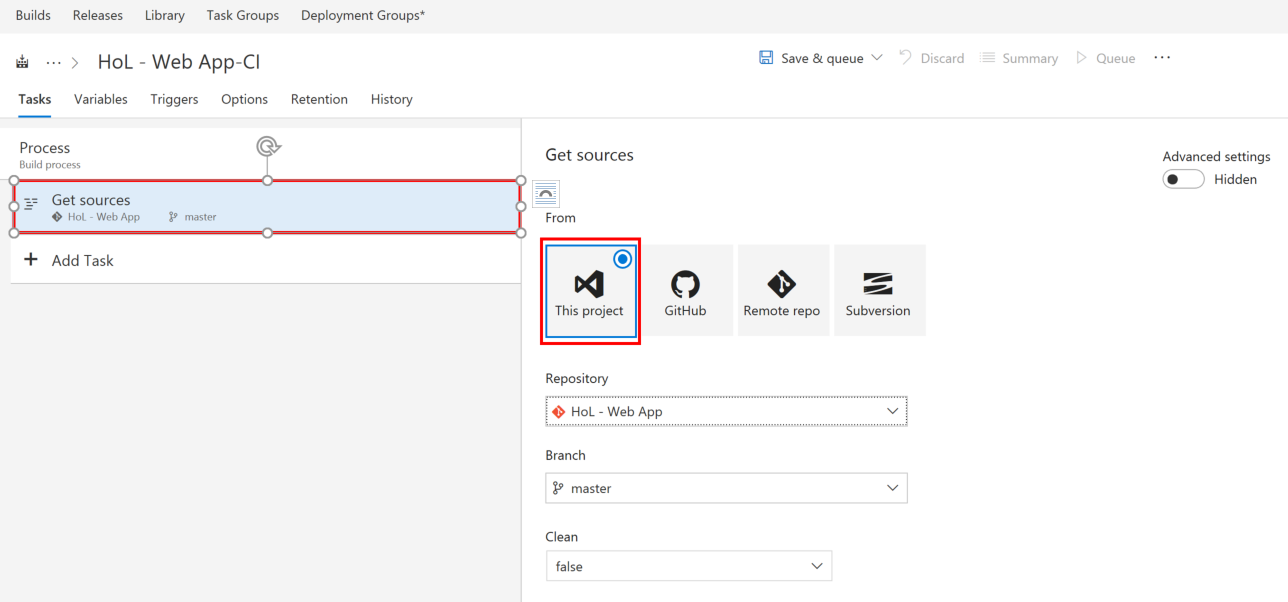 Builds Releases Library Task Groups Deployment Groups*
··· > HoL - Web App-CI
Save & queue Discard Summary Queue ···
Tasks Variables Triggers Options Retention History
Process
Build process
Get sources
HoL - Web App master
+ Add Task
Get sources
Advanced settings
Hidden
From
This project GitHub Remote repo Subversion
Repository
HoL - Web App
Branch
master
Clean
false